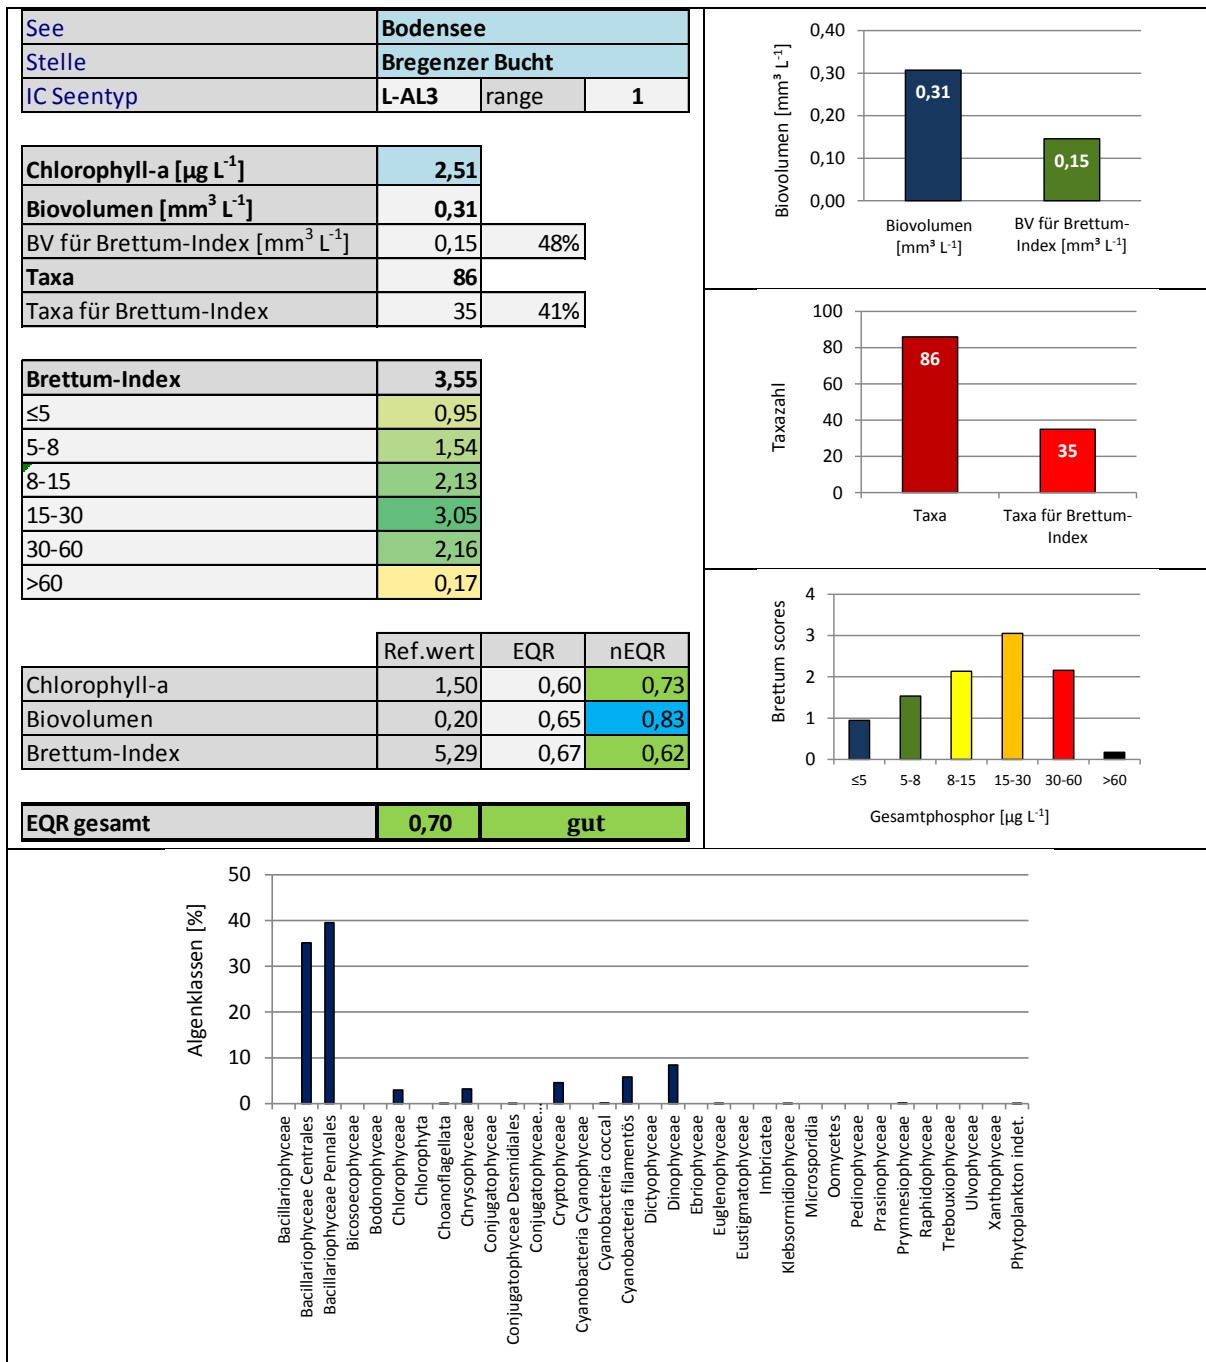 See Bodensee
Stelle Bregenzer Bucht
IC Seentyp L-AL3 range 1
Chlorophyll-a [µg L⁻¹] 2,51
Biovolumen [mm³ L⁻¹] 0,31
BV für Brettum-Index [mm³ L⁻¹] 0,15 48%
Taxa 86
Taxa für Brettum-Index 35 41%
Brettum-Index 3,55
≤5 0,95
5-8 1,54
8-15 2,13
15-30 3,05
30-60 2,16
>60 0,17
Ref.wert EQR nEQR
Chlorophyll-a 1,50 0,60 0,73
Biovolumen 0,20 0,65 0,83
Brettum-Index 5,29 0,67 0,62
EQR gesamt 0,70 gut
Biovolumen [mm³ L⁻¹]
0,40
0,30
0,20
0,10
0,00
0,31
0,15
Biovolumen
[mm³ L⁻¹]
BV für Brettum-
Index [mm³ L⁻¹]
Taxazahl
100
80
60
40
20
0
86
35
Taxa
Taxa für Brettum-
Index
Brettum scores
4
3
2
1
0
≤5 5-8 8-15 15-30 30-60 >60
Gesamtphosphor [µg L⁻¹]
Algenklassen [%]
50
40
30
20
10
0
Bacillariophyceae
Bacillariophyceae Centrales
Bacillariophyceae Pennales
Bicosoecophyceae
Bodonophyceae
Chlorophyceae
Chlorophyta
Choanoflagellata
Chrysophyceae
Conjugatophyceae
Conjugatophyceae Desmidiales
Conjugatophyceae…
Cryptophyceae
Cyanobacteria Cyanophyceae
Cyanobacteria coccal
Cyanobacteria filamentös
Dictyophyceae
Dinophyceae
Ebriophyceae
Euglenophyceae
Eustigmatophyceae
Imbricatea
Klebsormidiophyceae
Microsporidia
Oomycetes
Pedinophyceae
Prasinophyceae
Prymnesiophyceae
Raphidophyceae
Trebouxiophyceae
Ulvophyceae
Xanthophyceae
Phytoplankton indet.